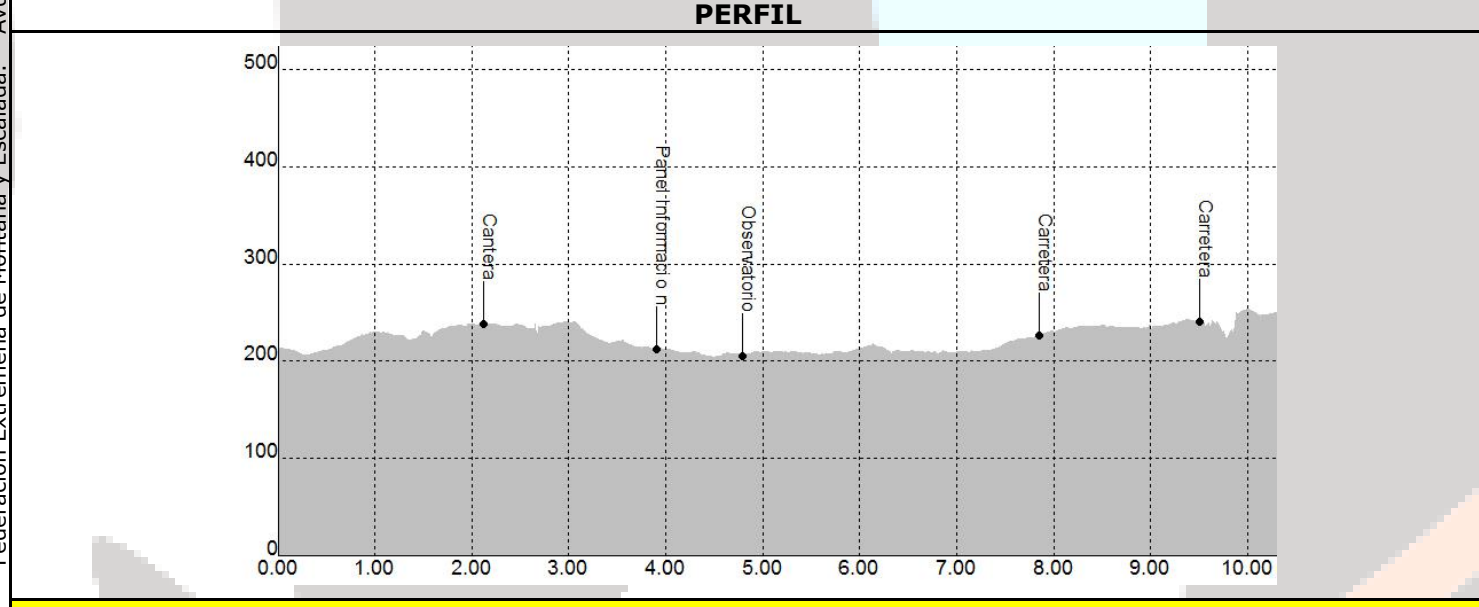 PERFIL
Federación Extremeña de Montaña y Escalada.
500
400
300
200
100
0
Cantera
Panel Informaci o n
Observatorio
Carretera
Carretera
0.00 1.00 2.00 3.00 4.00 5.00 6.00 7.00 8.00 9.00 10.00